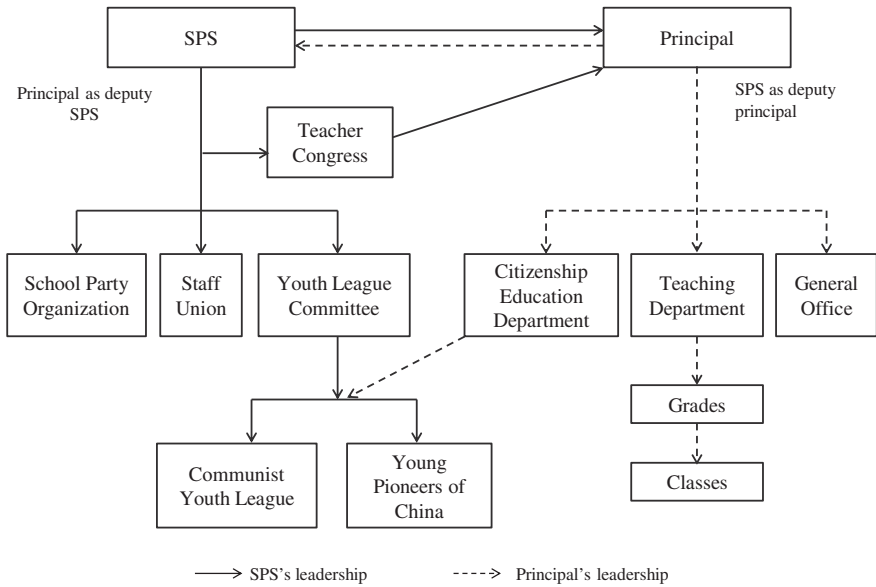 SPS
Principal
Principal as deputy
SPS
SPS as deputy
principal
Teacher
Congress
School Party
Organization
Staff
Union
Youth League
Committee
Citizenship
Education
Department
Teaching
Department
General
Office
Grades
Communist
Youth League
Young
Pioneers of
China
Classes
SPS's leadership
Principal's leadership